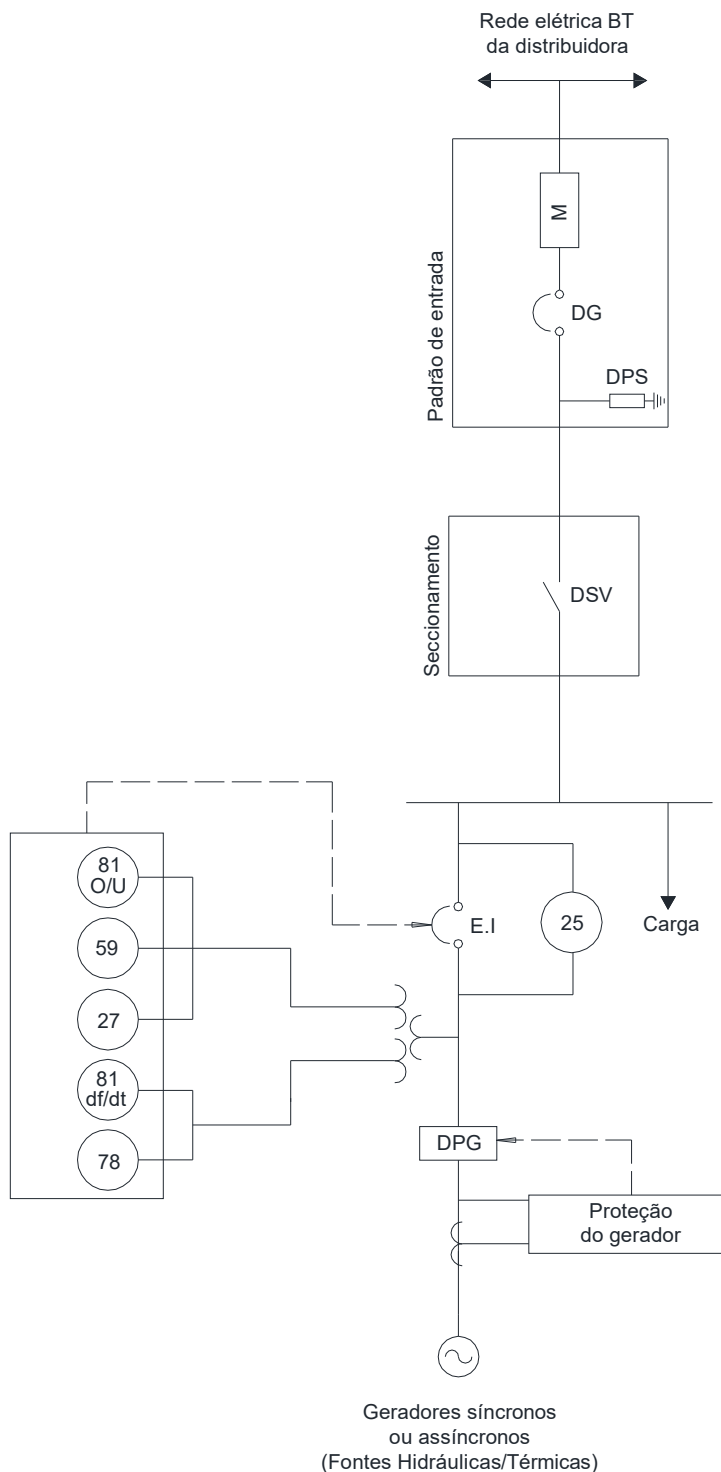 Rede elétrica BT
da distribuidora
Padrão de entrada
M
DG
DPS
Seccionamento
DSV
81
O/U
59
27
81
df/dt
78
E.I
25
Carga
DPG
Proteção
do gerador
Geradores síncronos
ou assíncronos
(Fontes Hidráulicas/Térmicas)